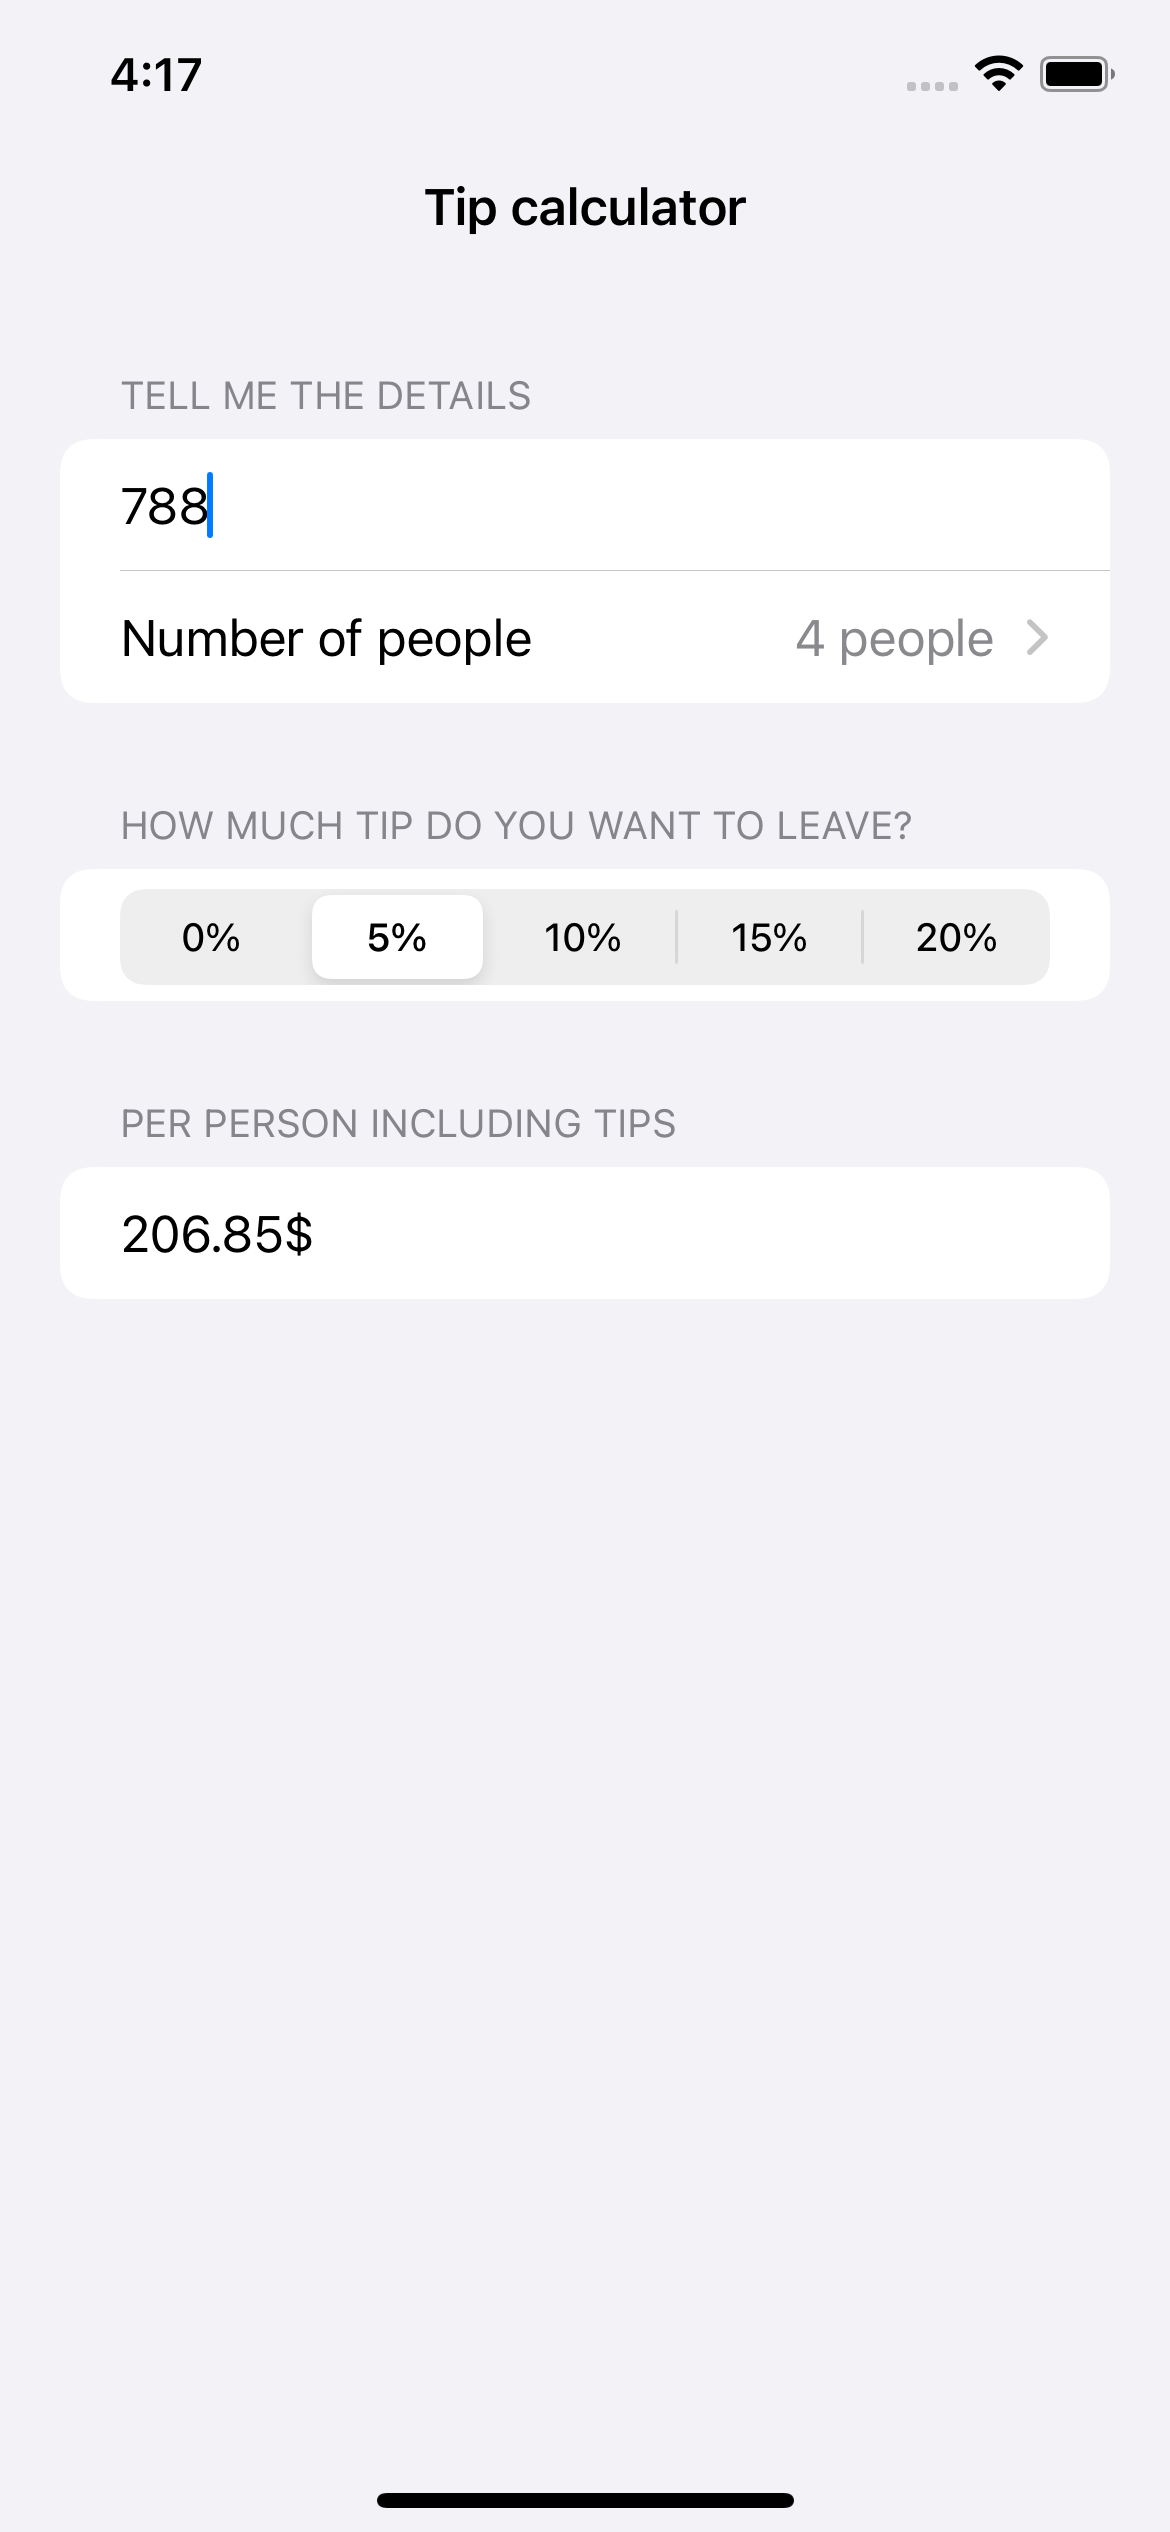 4:17
Tip calculator
TELL ME THE DETAILS
788
Number of people 4 people
HOW MUCH TIP DO YOU WANT TO LEAVE?
0% 5% 10% 15% 20%
PER PERSON INCLUDING TIPS
206.85$